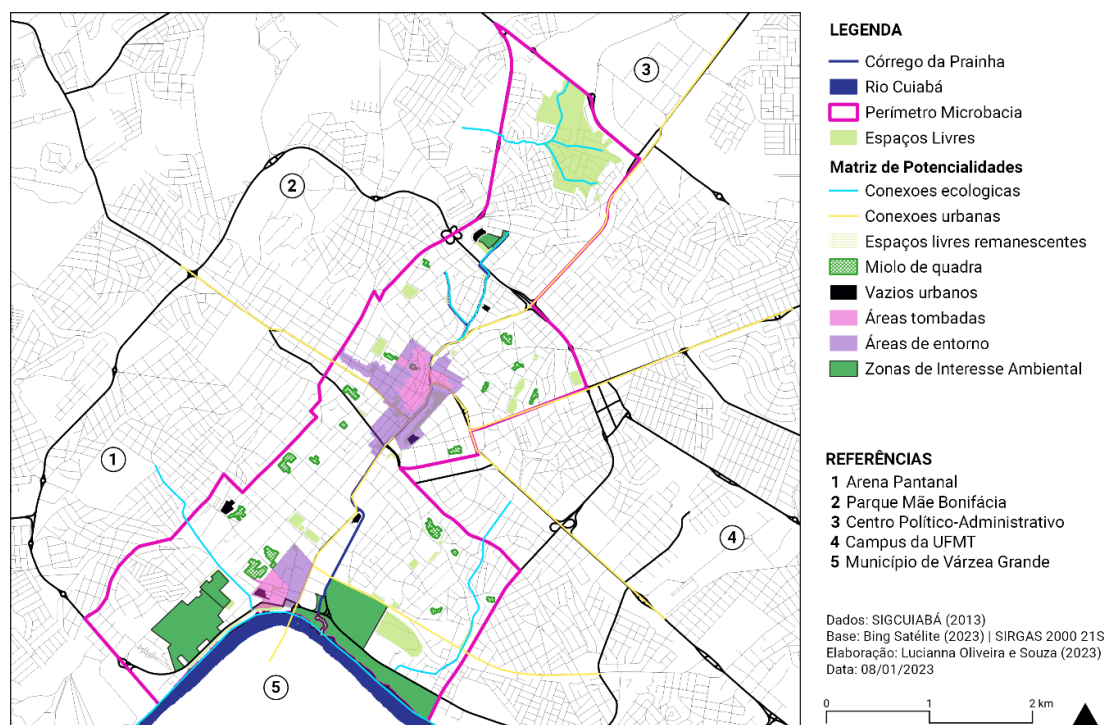 3
2
1
4
5
LEGENDA
Córrego da Prainha
Rio Cuiabá
Perímetro Microbacia
Espaços Livres
Matriz de Potencialidades
Conexoes ecologicas
Conexoes urbanas
Espaços livres remanescentes
Miolo de quadra
Vazios urbanos
Áreas tombadas
Áreas de entorno
Zonas de Interesse Ambiental
REFERÊNCIAS
1 Arena Pantanal
2 Parque Mãe Bonifácia
3 Centro Político-Administrativo
4 Campus da UFMT
5 Município de Várzea Grande
Dados: SIGCUIABÁ (2013)
Base: Bing Satélite (2023) | SIRGAS 2000 21S
Elaboração: Lucianna Oliveira e Souza (2023)
Data: 08/01/2023
0 1 2 km